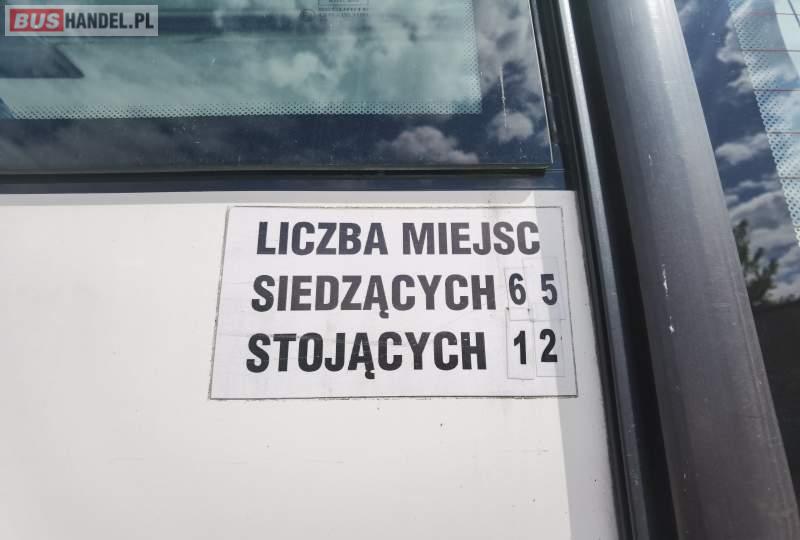 BUSHANDEL.PL
LICZBA MIEJSC
SIEDZĄCYCH 65
STOJĄCYCH 12